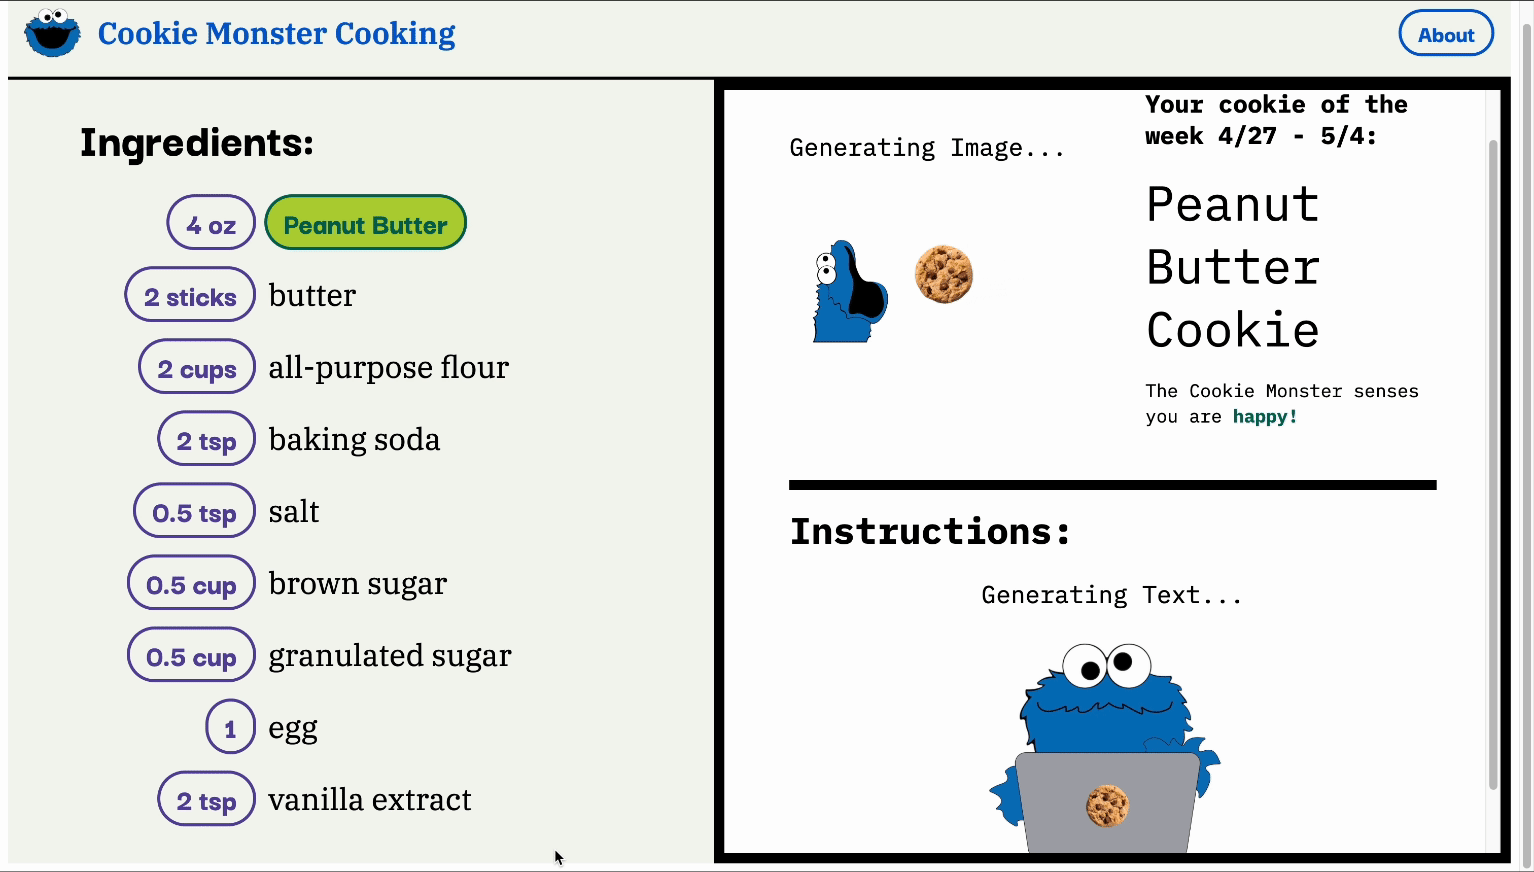 Cookie Monster Cooking
About
Ingredients:
4 oz Peanut Butter
2 sticks butter
2 cups all-purpose flour
2 tsp baking soda
0.5 tsp salt
0.5 cup brown sugar
0.5 cup granulated sugar
1 egg
2 tsp vanilla extract
Generating Image...
Your cookie of the
week 4/27 - 5/4:
Peanut
Butter
Cookie
The Cookie Monster senses
you are happy!
Instructions:
Generating Text...